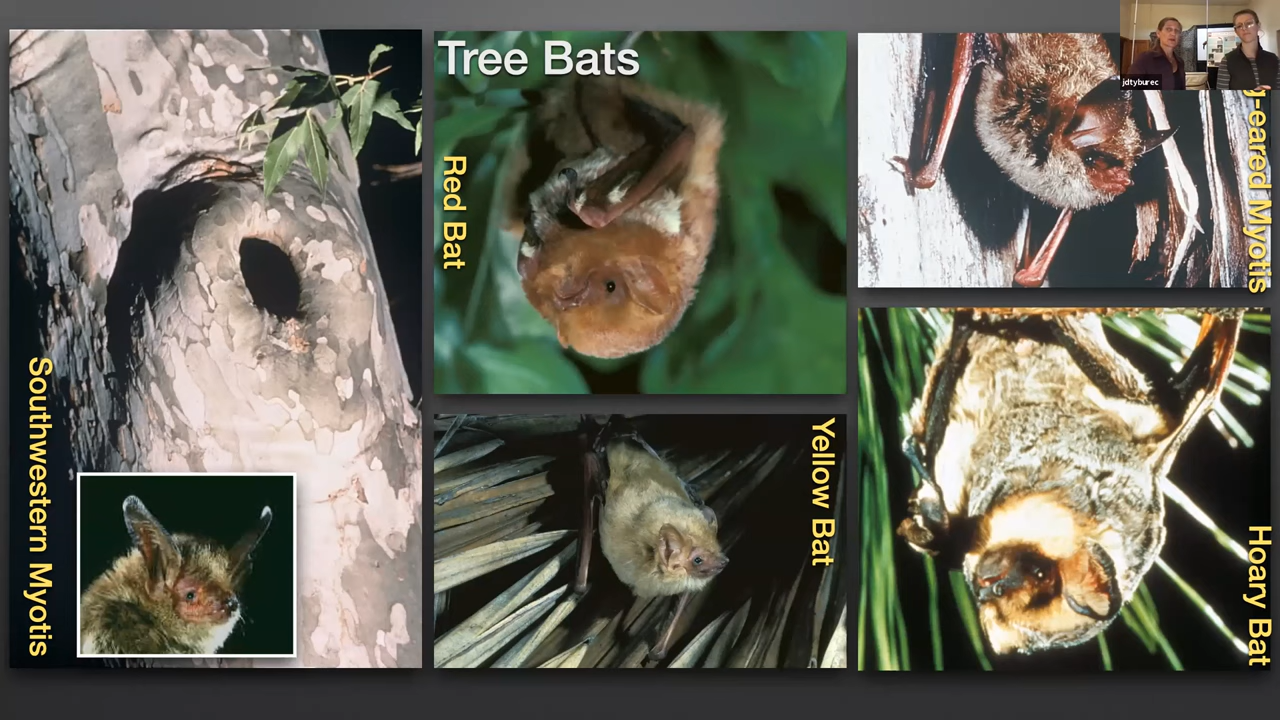 Tree Bats
Southwestern Myotis
Red Bat
Yellow Bat
-eared Myotis
Hoary Bat
jdtyburec